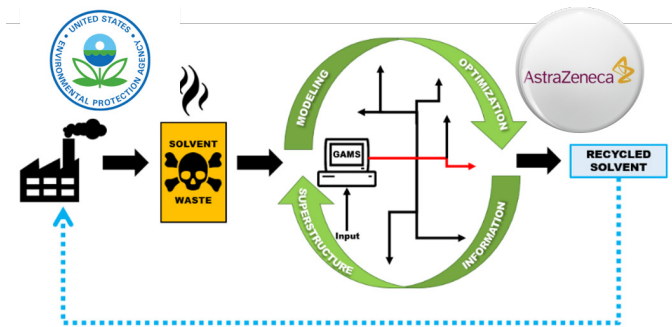 UNITED STATES
ENVIRONMENTAL PROTECTION AGENCY
AstraZeneca
MODELING
OPTIMIZATION
SOLVENT
WASTE
GAMS
RECYCLED
SOLVENT
Input
SUPERSTRUCTURE
INFORMATION